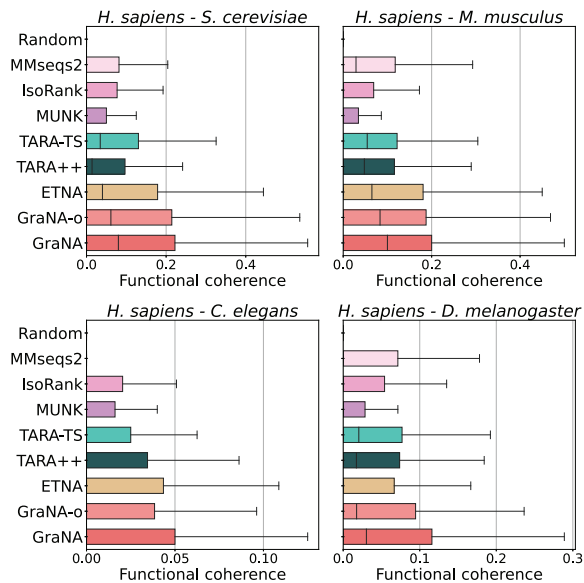 H. sapiens - S. cerevisiae
H. sapiens - M. musculus
Random
MMseqs2
IsoRank
MUNK
TARA-TS
TARA++
ETNA
GraNA-o
GraNA
0.0 0.2 0.4
Functional coherence
0.0 0.2 0.4
Functional coherence
H. sapiens - C. elegans
H. sapiens - D. melanogaster
Random
MMseqs2
IsoRank
MUNK
TARA-TS
TARA++
ETNA
GraNA-o
GraNA
0.00 0.05 0.10
Functional coherence
0.0 0.1 0.2 0.3
Functional coherence